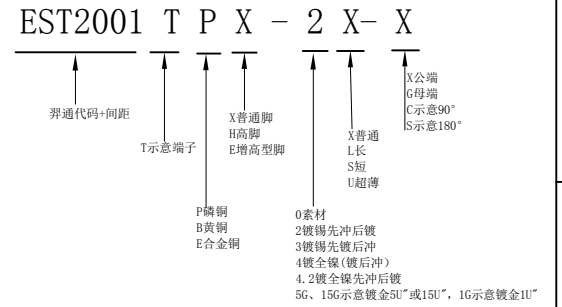 EST2001 T P X - 2 X- X
X公端
G母端
C示意90°
S示意180°
羿通代码+间距
X普通脚
H高脚
E增高型脚
X普通
L长
S短
U超薄
T示意端子
P磷铜
B黄铜
E合金铜
0素材
2镀锡先冲后镀
3镀锡先镀后冲
4镀全镍(镀后冲)
4.2镀全镍先冲后镀
5G、15G示意镀金5U"或15U", 1G示意镀金1U"